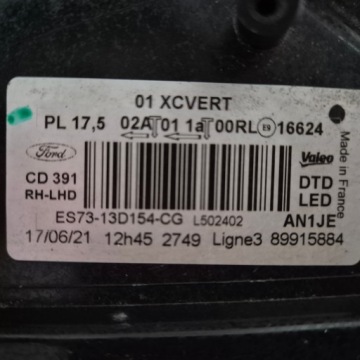 01 XCVERT
PL 17,5 02A 01 1a 00RL E9 16624
Ford Valeo
CD 391 DTD
RH-LHD LED
ES73-13D154-CG L502402 AN1JE
17/06/21 12h45 2749 Ligne3 89915884
Made in France